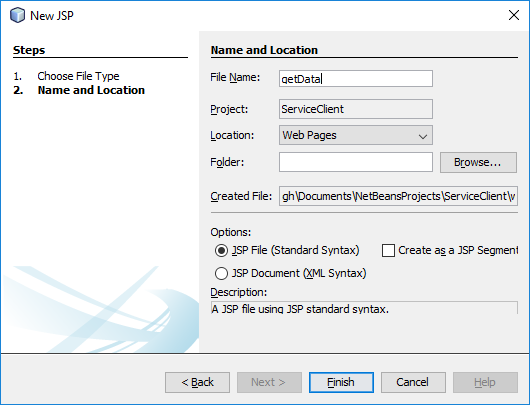 New JSP
Steps
1. Choose File Type
2. Name and Location
Name and Location
File Name: getData
Project: ServiceClient
Location: Web Pages
Folder: Browse...
Created File: gh\Documents\NetBeansProjects\ServiceClient\
Options:
JSP File (Standard Syntax) Create as a JSP Segment
JSP Document (XML Syntax)
Description:
A JSP file using JSP standard syntax.
< Back Next > Finish Cancel Help